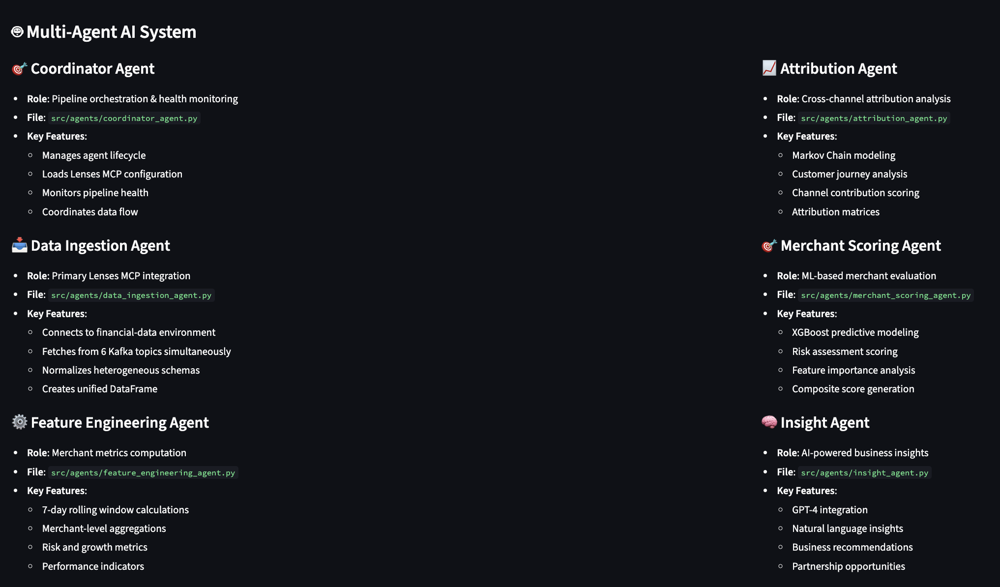 Multi-Agent AI System
Coordinator Agent
Role: Pipeline orchestration & health monitoring
File: src/agents/coordinator_agent.py
Key Features:
Manages agent lifecycle
Loads Lenses MCP configuration
Monitors pipeline health
Coordinates data flow
Data Ingestion Agent
Role: Primary Lenses MCP integration
File: src/agents/data_ingestion_agent.py
Key Features:
Connects to financial-data environment
Fetches from 6 Kafka topics simultaneously
Normalizes heterogeneous schemas
Creates unified DataFrame
Feature Engineering Agent
Role: Merchant metrics computation
File: src/agents/feature_engineering_agent.py
Key Features:
7-day rolling window calculations
Merchant-level aggregations
Risk and growth metrics
Performance indicators
Attribution Agent
Role: Cross-channel attribution analysis
File: src/agents/attribution_agent.py
Key Features:
Markov Chain modeling
Customer journey analysis
Channel contribution scoring
Attribution matrices
Merchant Scoring Agent
Role: ML-based merchant evaluation
File: src/agents/merchant_scoring_agent.py
Key Features:
XGBoost predictive modeling
Risk assessment scoring
Feature importance analysis
Composite score generation
Insight Agent
Role: AI-powered business insights
File: src/agents/insight_agent.py
Key Features:
GPT-4 integration
Natural language insights
Business recommendations
Partnership opportunities